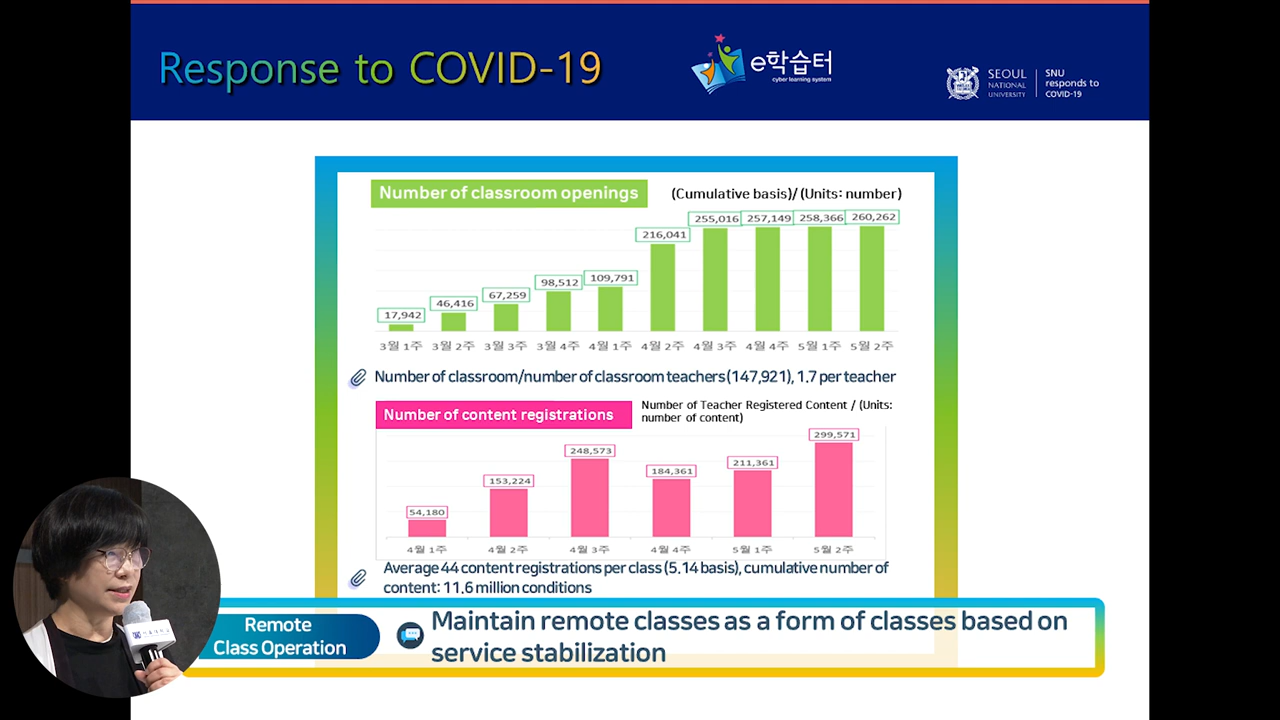 Response to COVID-19
e학습터
cyber learning system
SEOUL
NATIONAL
UNIVERSITY
SNU
responds to
COVID-19
Number of classroom openings
(Cumulative basis)/ (Units: number)
17,942
46,416
67,259
98,512
109,791
216,041
255,016
257,149
258,366
260,262
3월 1주
3월 2주
3월 3주
3월 4주
4월 1주
4월 2주
4월 3주
4월 4주
5월 1주
5월 2주
Number of classroom/number of classroom teachers (147,921), 1.7 per teacher
Number of content registrations
Number of Teacher Registered Content / (Units:
number of content)
54,180
153,224
248,573
184,361
211,361
299,571
4월 1주
4월 2주
4월 3주
4월 4주
5월 1주
5월 2주
Average 44 content registrations per class (5.14 basis), cumulative number of
content: 11.6 million conditions
Remote
Class Operation
Maintain remote classes as a form of classes based on
service stabilization
서울대학교